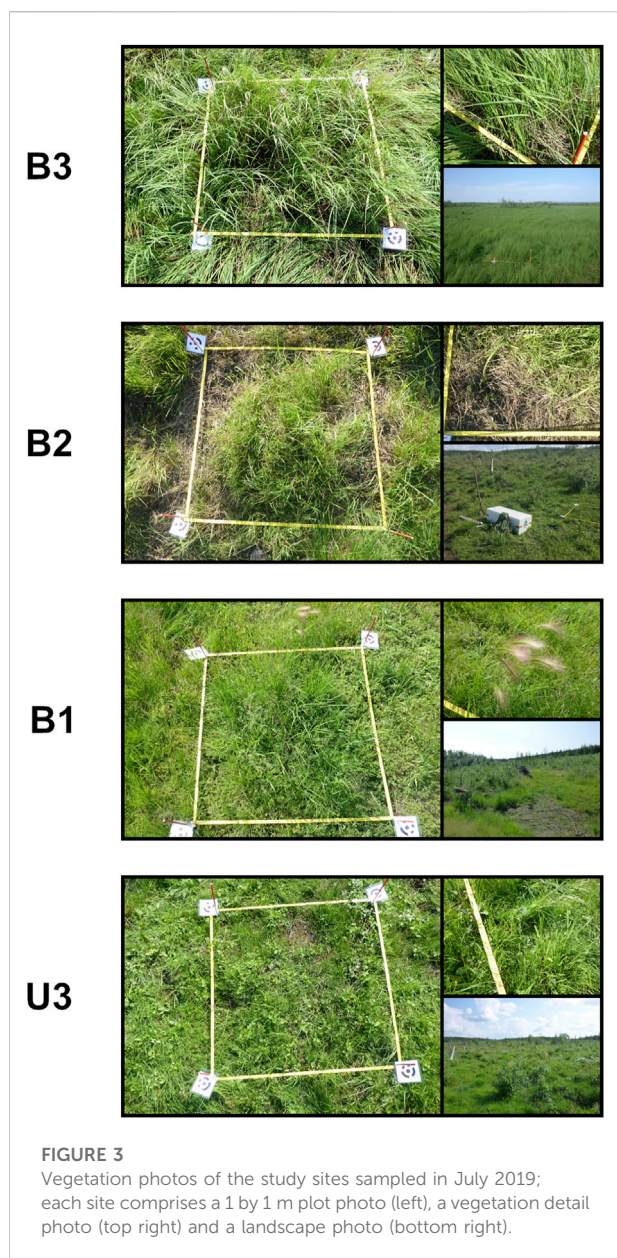 B3
B2
B1
U3
FIGURE 3
Vegetation photos of the study sites sampled in July 2019;
each site comprises a 1 by 1 m plot photo (left), a vegetation detail
photo (top right) and a landscape photo (bottom right).